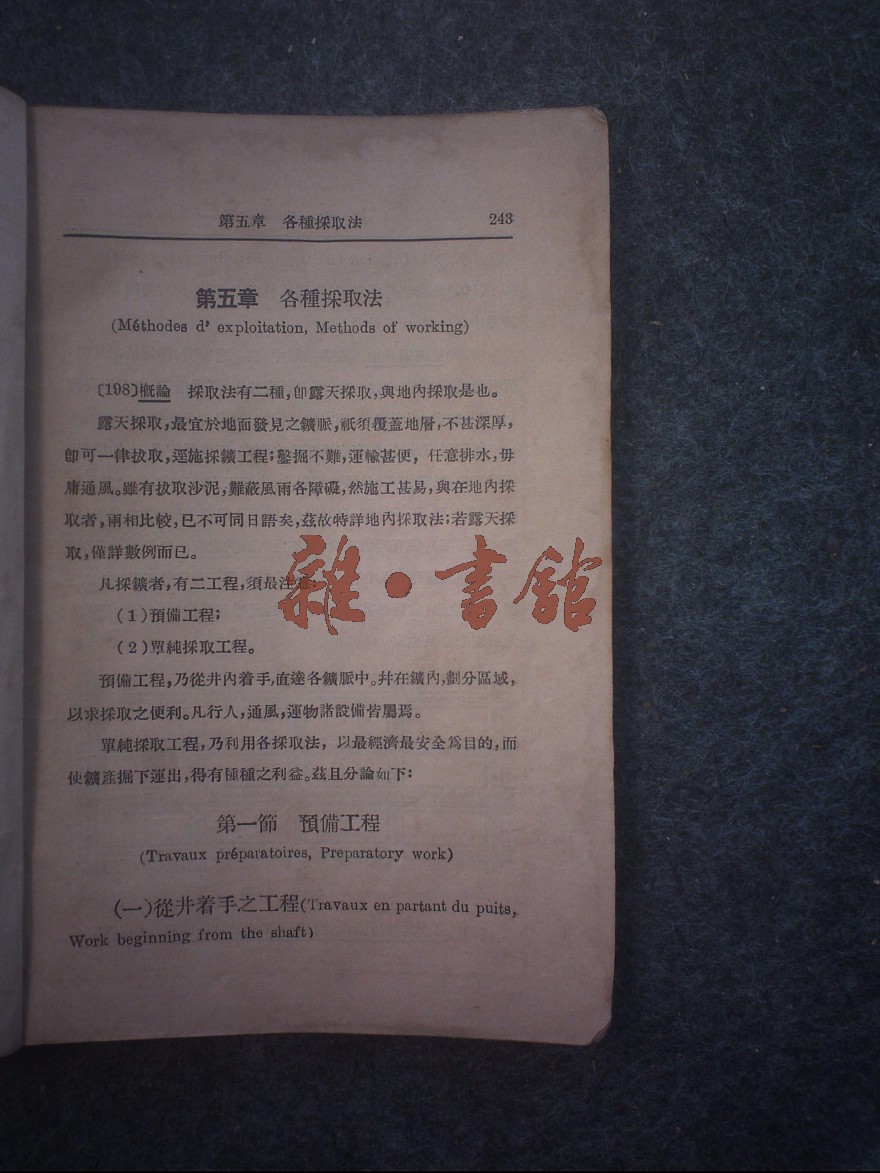 第五章 各種採取法 243
第五章 各種採取法
(Méthodes d' exploitation, Methods of working)
〔198〕概論 採取法有二種,卽露天採取,與地內採取是也。
露天採取,最宜於地面發見之鑛脈,祇須覆蓋地層,不甚深厚,
卽可一律拔取,逕施採鑛工程;鑿掘不難,運輸甚便,任意排水,毋
庸通風。雖有拔取沙泥,難蔽風雨各障礙,然施工甚易,與在地內採
取者,兩相比較,已不可同日語矣,茲故特詳地內採取法;若露天採
取,僅詳數例而已。
凡採鑛者,有二工程,須最注意:
(1)預備工程;
(2)單純採取工程。
預備工程,乃從井內着手,直達各鑛脈中。幷在鑛內,劃分區域,
以求採取之便利。凡行人,通風,運物諸設備皆屬焉。
單純採取工程,乃利用各採取法,以最經濟最安全爲目的,而
使鑛產掘下運出,得有種種之利益。茲且分論如下:
第一節 預備工程
(Travaux préparatoires, Preparatory work)
(一)從井着手之工程(Travaux en partant du puits,
Work beginning from the shaft)
雜·書館